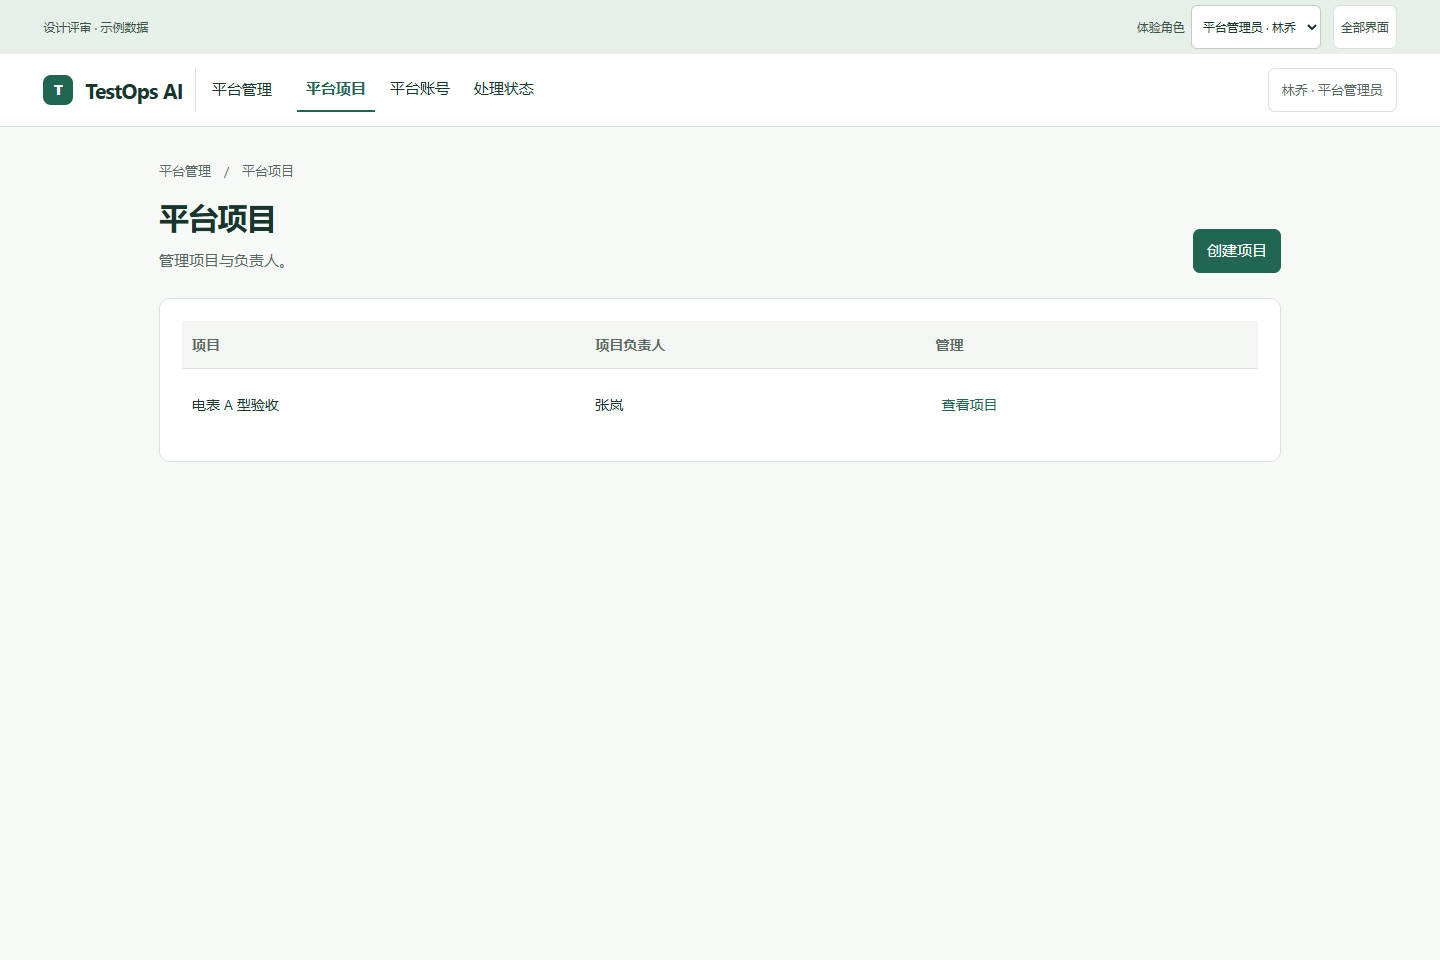 设计评审 · 示例数据
体验角色 平台管理员 · 林乔 全部界面
T TestOps AI 平台管理 平台项目 平台账号 处理状态 林乔 · 平台管理员
平台管理 / 平台项目
平台项目
管理项目与负责人。
创建项目
项目 项目负责人 管理
电表 A 型验收 张岚 查看项目